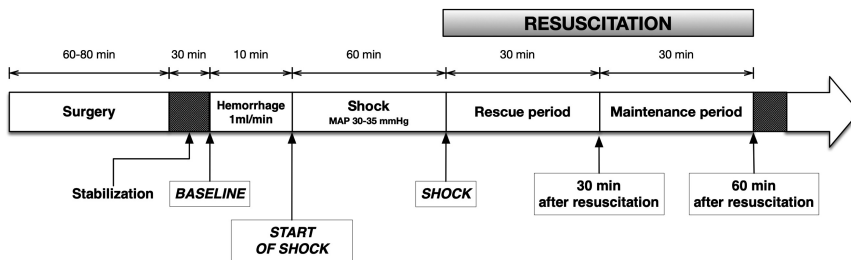 RESUSCITATION
60-80 min
30 min
10 min
60 min
30 min
30 min
Surgery
Hemorrhage
1ml/min
Shock
MAP 30-35 mmHg
Rescue period
Maintenance period
Stabilization
BASELINE
SHOCK
30 min
after resuscitation
60 min
after resuscitation
START
OF SHOCK